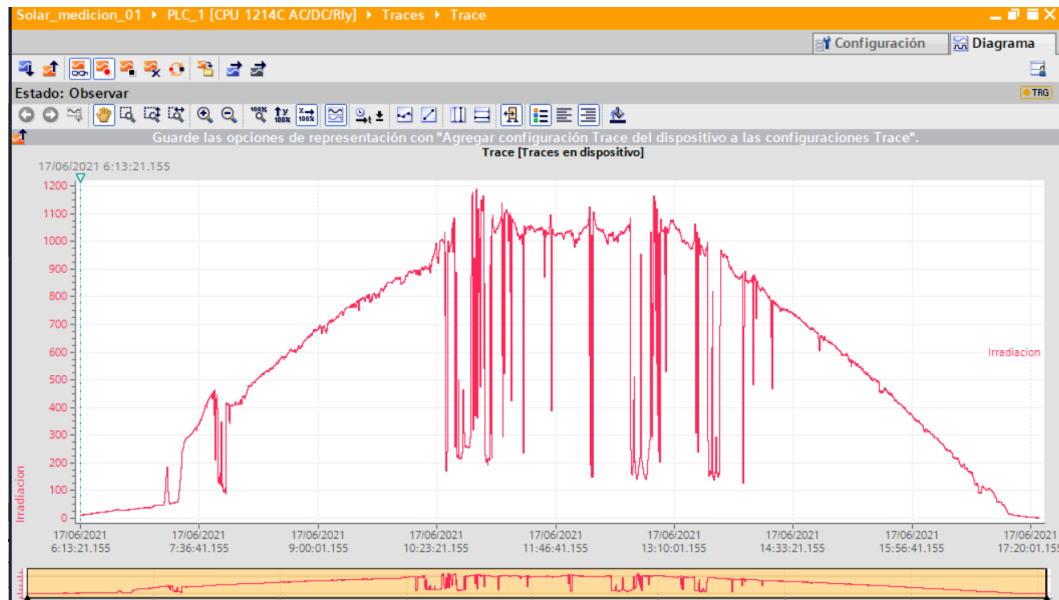 Solar_medicion_01 ▸ PLC_1 [CPU 1214C AC/DC/Rly] ▸ Traces ▸ Trace
Configuración Diagrama
Estado: Observar
TRG
Guarde las opciones de representación con "Agregar configuración Trace del dispositivo a las configuraciones Trace".
Trace [Traces en dispositivo]
17/06/2021 6:13:21.155
1200
1100
1000
900
800
700
600
500
400
300
200
100
0
Irradiacion
Irradiacion
17/06/2021 17/06/2021 17/06/2021 17/06/2021 17/06/2021 17/06/2021 17/06/2021 17/06/2021 17/06/2021
6:13:21.155 7:36:41.155 9:00:01.155 10:23:21.155 11:46:41.155 13:10:01.155 14:33:21.155 15:56:41.155 17:20:01.155